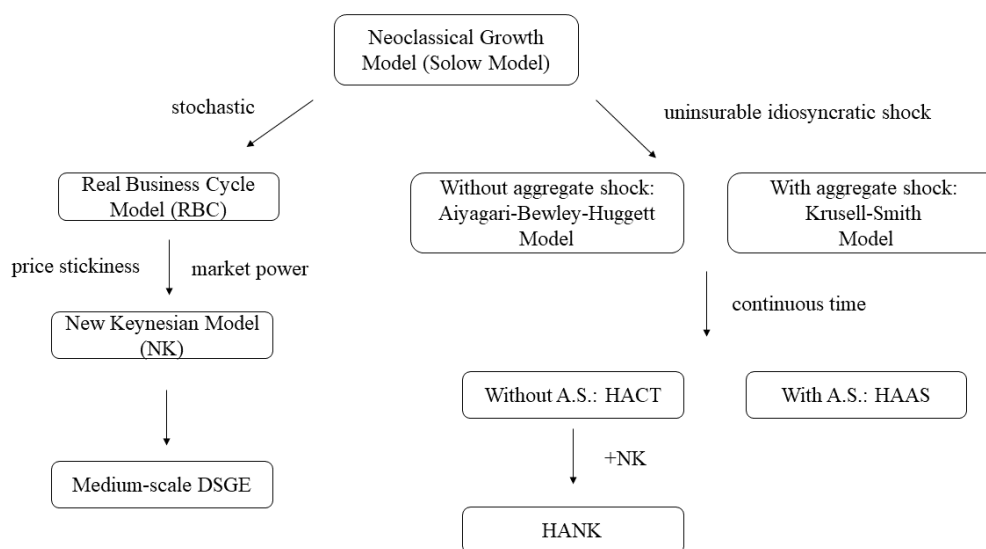 Neoclassical Growth
Model (Solow Model)
stochastic
uninsurable idiosyncratic shock
Real Business Cycle
Model (RBC)
Without aggregate shock:
Aiyagari-Bewley-Huggett
Model
With aggregate shock:
Krusell-Smith
Model
price stickiness
market power
continuous time
New Keynesian Model
(NK)
Without A.S.: HACT
With A.S.: HAAS
+NK
Medium-scale DSGE
HANK